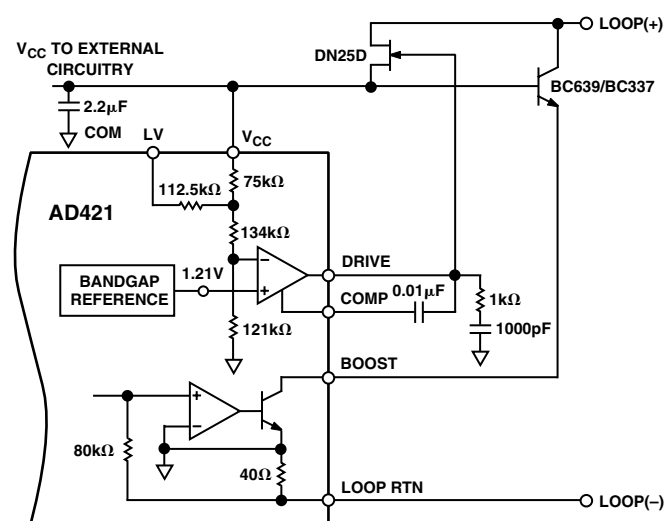 LOOP(+)
V_CC TO EXTERNAL
CIRCUITRY
DN25D
BC639/BC337
2.2µF
COM
LV
V_CC
75kΩ
112.5kΩ
AD421
134kΩ
DRIVE
1.21V
BANDGAP
REFERENCE
−
+
COMP
0.01µF
1kΩ
1000pF
121kΩ
BOOST
+
−
80kΩ
40Ω
LOOP RTN
LOOP(−)